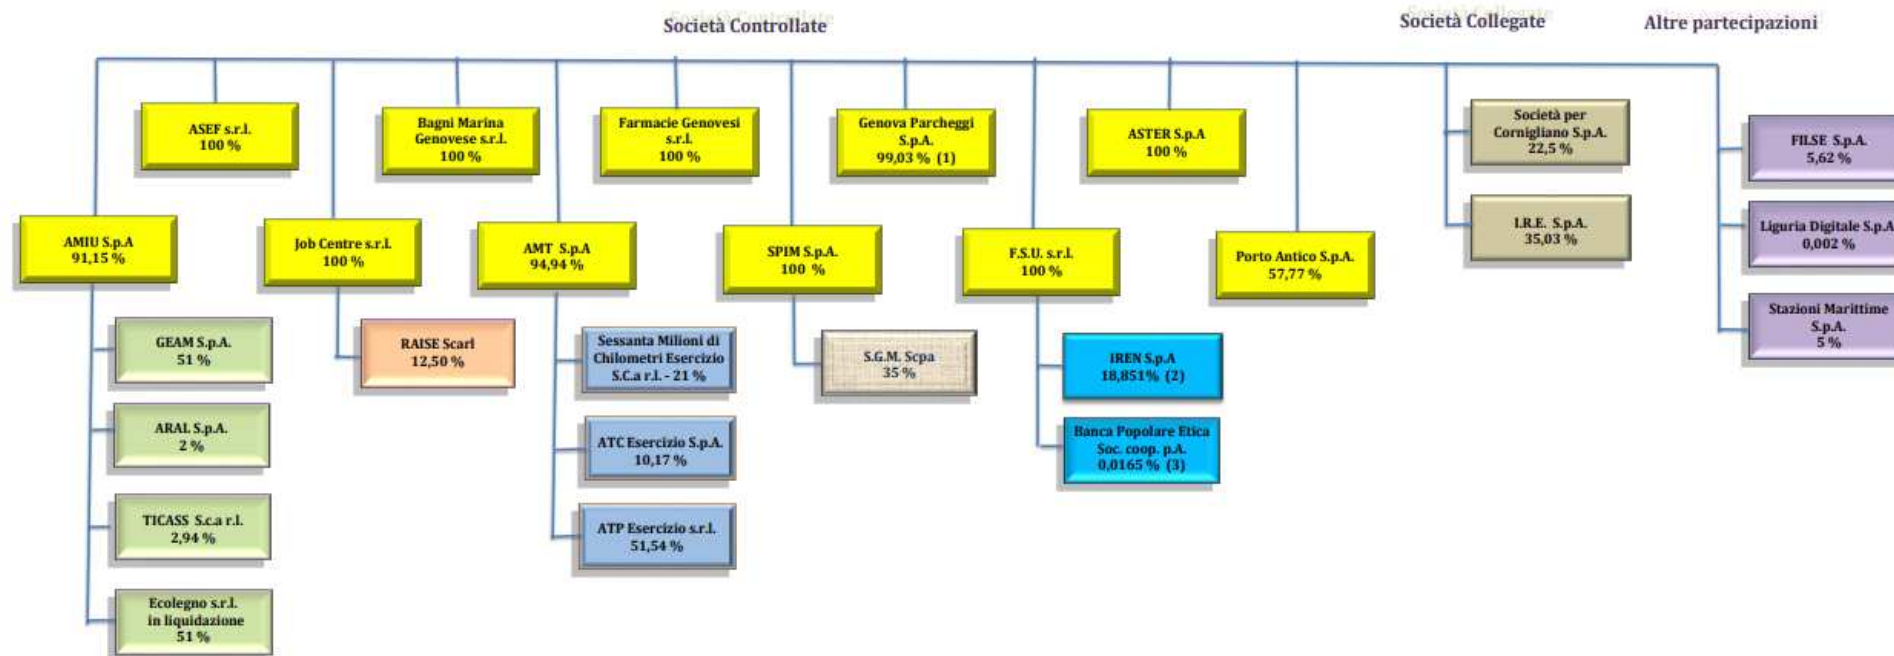 Società Controllate
Società Collegate
Altre partecipazioni
ASEF s.r.l.
100 %
Bagni Marina
Genovese s.r.l.
100 %
Farmacie Genovesi
s.r.l.
100 %
Genova Parcheggi
S.p.A.
99,03 % (1)
ASTER S.p.A
100 %
Società per
Cornigliano S.p.A.
22,5 %
FILSE S.p.A.
5,62 %
AMIU S.p.A
91,15 %
Job Centre s.r.l.
100 %
AMT S.p.A
94,94 %
SPIM S.p.A.
100 %
F.S.U. s.r.l.
100 %
Porto Antico S.p.A.
57,77 %
I.R.E. S.p.A.
35,03 %
Liguria Digitale S.p.A
0,002 %
Stazioni Marittime
S.p.A.
5 %
GEAM S.p.A.
51 %
RAISE Scarl
12,50 %
Sessanta Milioni di
Chilometri Esercizio
S.C.a r.l. - 21 %
S.G.M. Scpa
35 %
IREN S.p.A
18,851% (2)
ARAL S.p.A.
2 %
ATC Esercizio S.p.A.
10,17 %
Banca Popolare Etica
Soc. coop. p.A.
0,0165 % (3)
TICASS S.c.a r.l.
2,94 %
ATP Esercizio s.r.l.
51,54 %
Ecolegno s.r.l.
in liquidazione
51 %